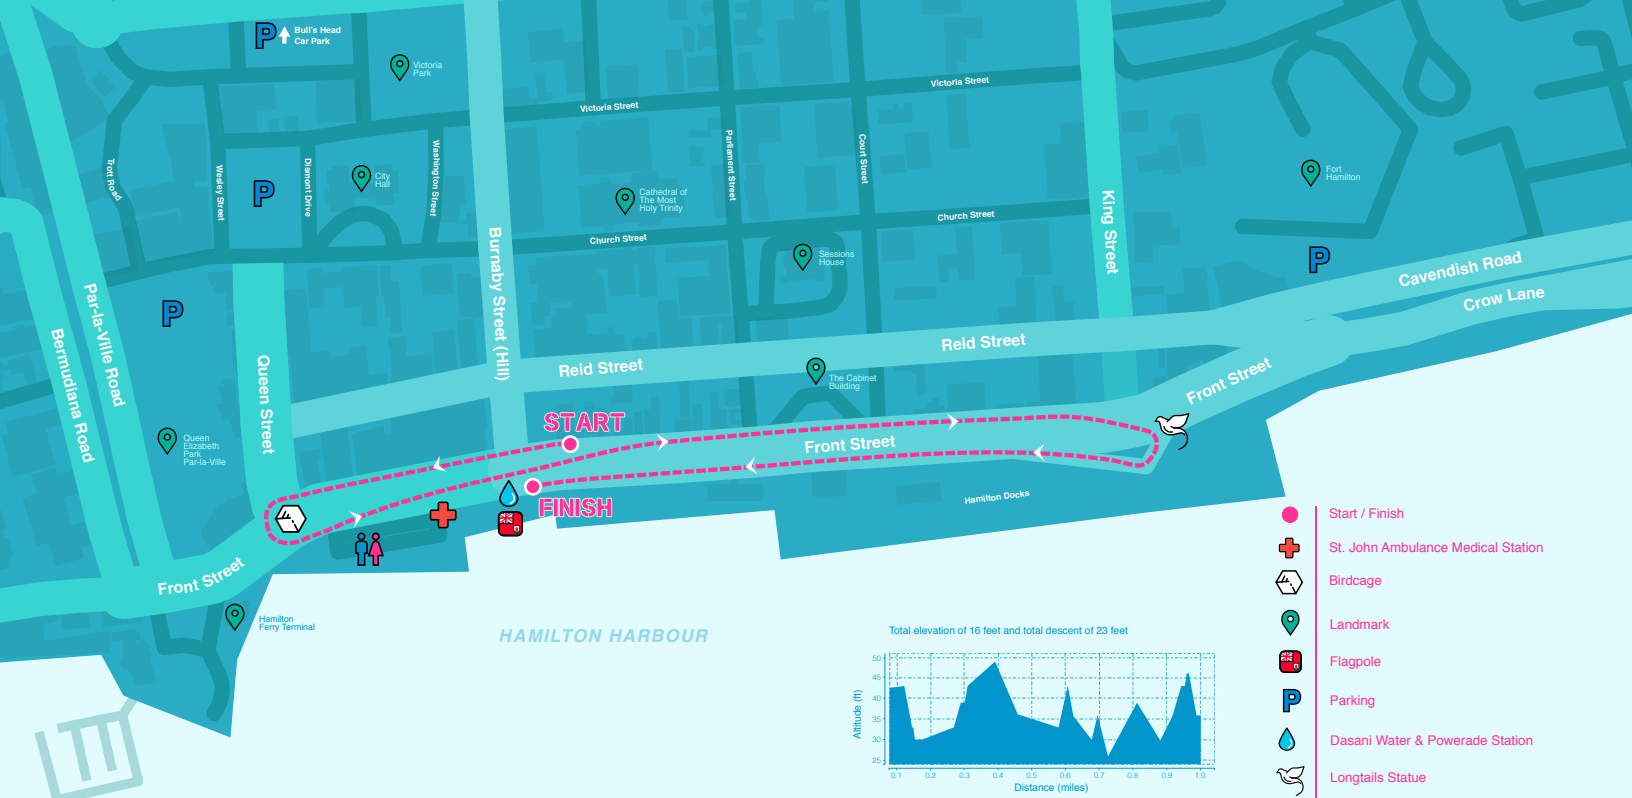 P
Bull's Head
Car Park
Victoria
Park
Victoria Street
Victoria Street
Trott Road
Wesley Street
P
Dismont Drive
City
Hall
Washington Street
Cathedral of
The Most
Holy Trinity
Parliament Street
Court Street
Church Street
Church Street
Sessions
House
King Street
Fort
Hamilton
P
Cavendish Road
Crow Lane
Burnaby Street (Hill)
P
Par-la-Ville Road
Bermudiana Road
Queen Street
Queen
Elizabeth
Park
Par-la-Ville
Reid Street
Reid Street
The Cabinet
Building
Front Street
START
Front Street
FINISH
Hamilton Docks
Front Street
Hamilton
Ferry Terminal
HAMILTON HARBOUR
Total elevation of 16 feet and total descent of 23 feet
Altitude (ft)
50
45
40
35
30
25
0.1 0.2 0.3 0.4 0.5 0.6 0.7 0.8 0.9 1.0
Distance (miles)
Start / Finish
St. John Ambulance Medical Station
Birdcage
Landmark
Flagpole
P Parking
Dasani Water & Powerade Station
Longtails Statue